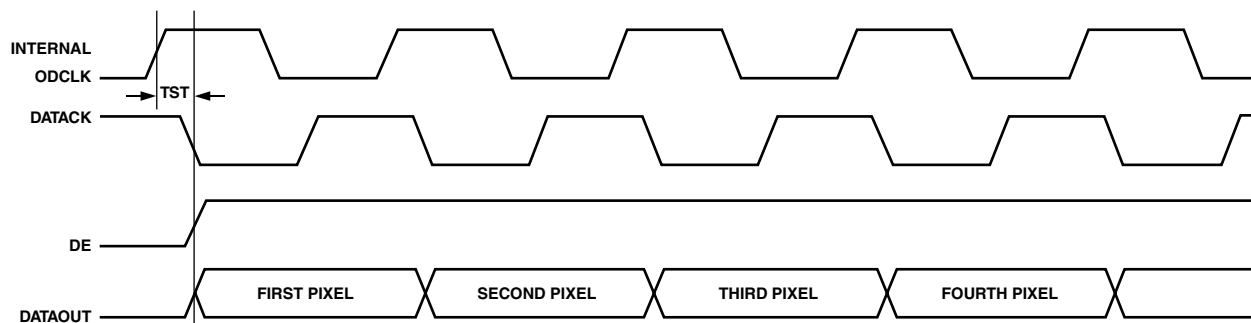 INTERNAL
ODCLK
TST
DATACK
DE
FIRST PIXEL
SECOND PIXEL
THIRD PIXEL
FOURTH PIXEL
DATAOUT